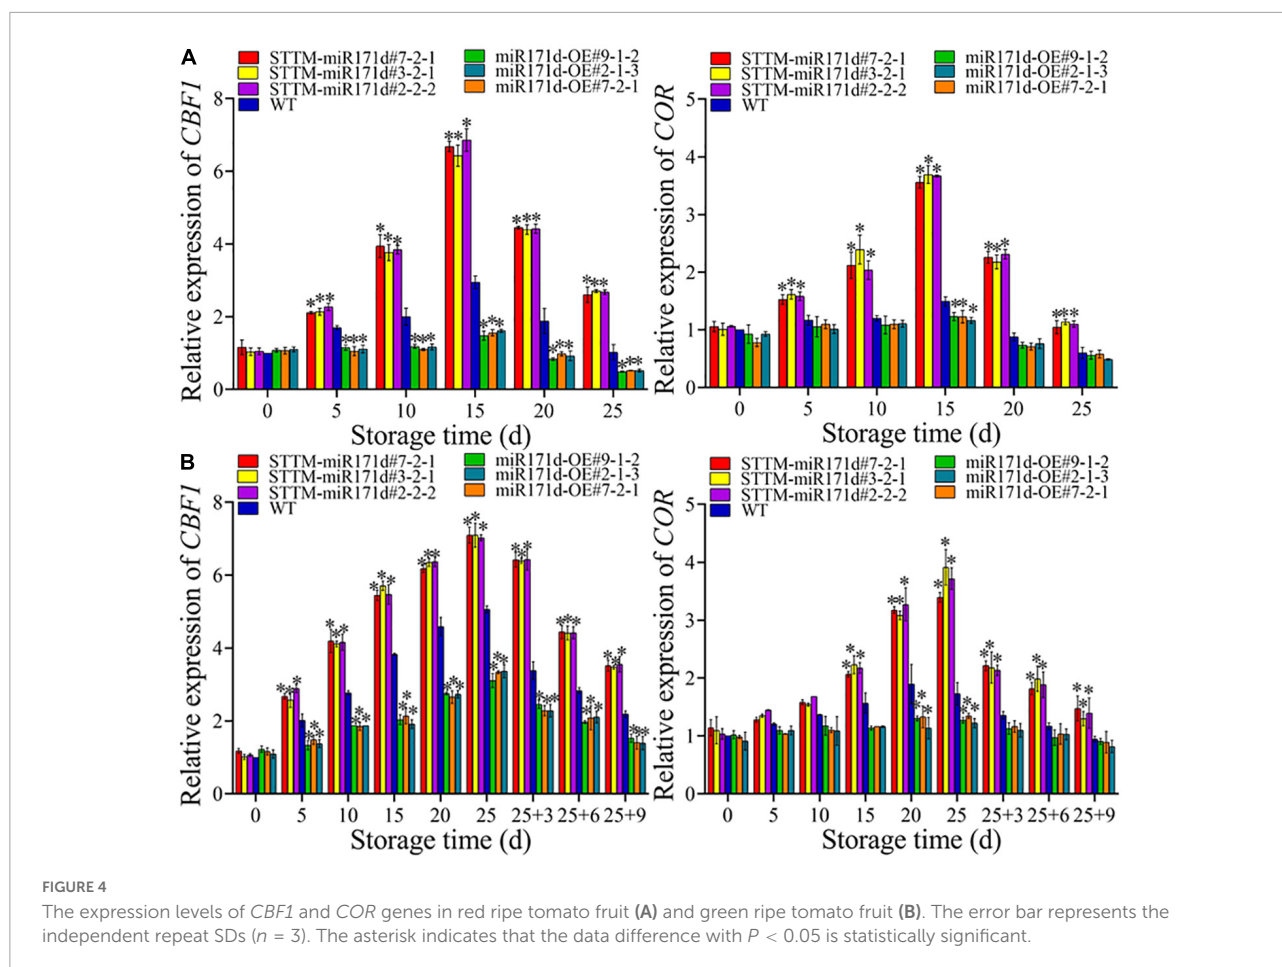 A
STTM-miR171d#7-2-1
STTM-miR171d#3-2-1
STTM-miR171d#2-2-2
WT
miR171d-OE#9-1-2
miR171d-OE#2-1-3
miR171d-OE#7-2-1
Relative expression of CBF1
8
6
4
2
0
0 5 10 15 20 25
Storage time (d)
STTM-miR171d#7-2-1
STTM-miR171d#3-2-1
STTM-miR171d#2-2-2
WT
miR171d-OE#9-1-2
miR171d-OE#2-1-3
miR171d-OE#7-2-1
Relative expression of COR
5
4
3
2
1
0
0 5 10 15 20 25
Storage time (d)
B
STTM-miR171d#7-2-1
STTM-miR171d#3-2-1
STTM-miR171d#2-2-2
WT
miR171d-OE#9-1-2
miR171d-OE#2-1-3
miR171d-OE#7-2-1
Relative expression of CBF1
8
6
4
2
0
0 5 10 15 20 25 25+3 25+6 25+9
Storage time (d)
STTM-miR171d#7-2-1
STTM-miR171d#3-2-1
STTM-miR171d#2-2-2
WT
miR171d-OE#9-1-2
miR171d-OE#2-1-3
miR171d-OE#7-2-1
Relative expression of COR
5
4
3
2
1
0
0 5 10 15 20 25 25+3 25+6 25+9
Storage time (d)
FIGURE 4
The expression levels of CBF1 and COR genes in red ripe tomato fruit (A) and green ripe tomato fruit (B). The error bar represents the
independent repeat SDs (n = 3). The asterisk indicates that the data difference with P < 0.05 is statistically significant.